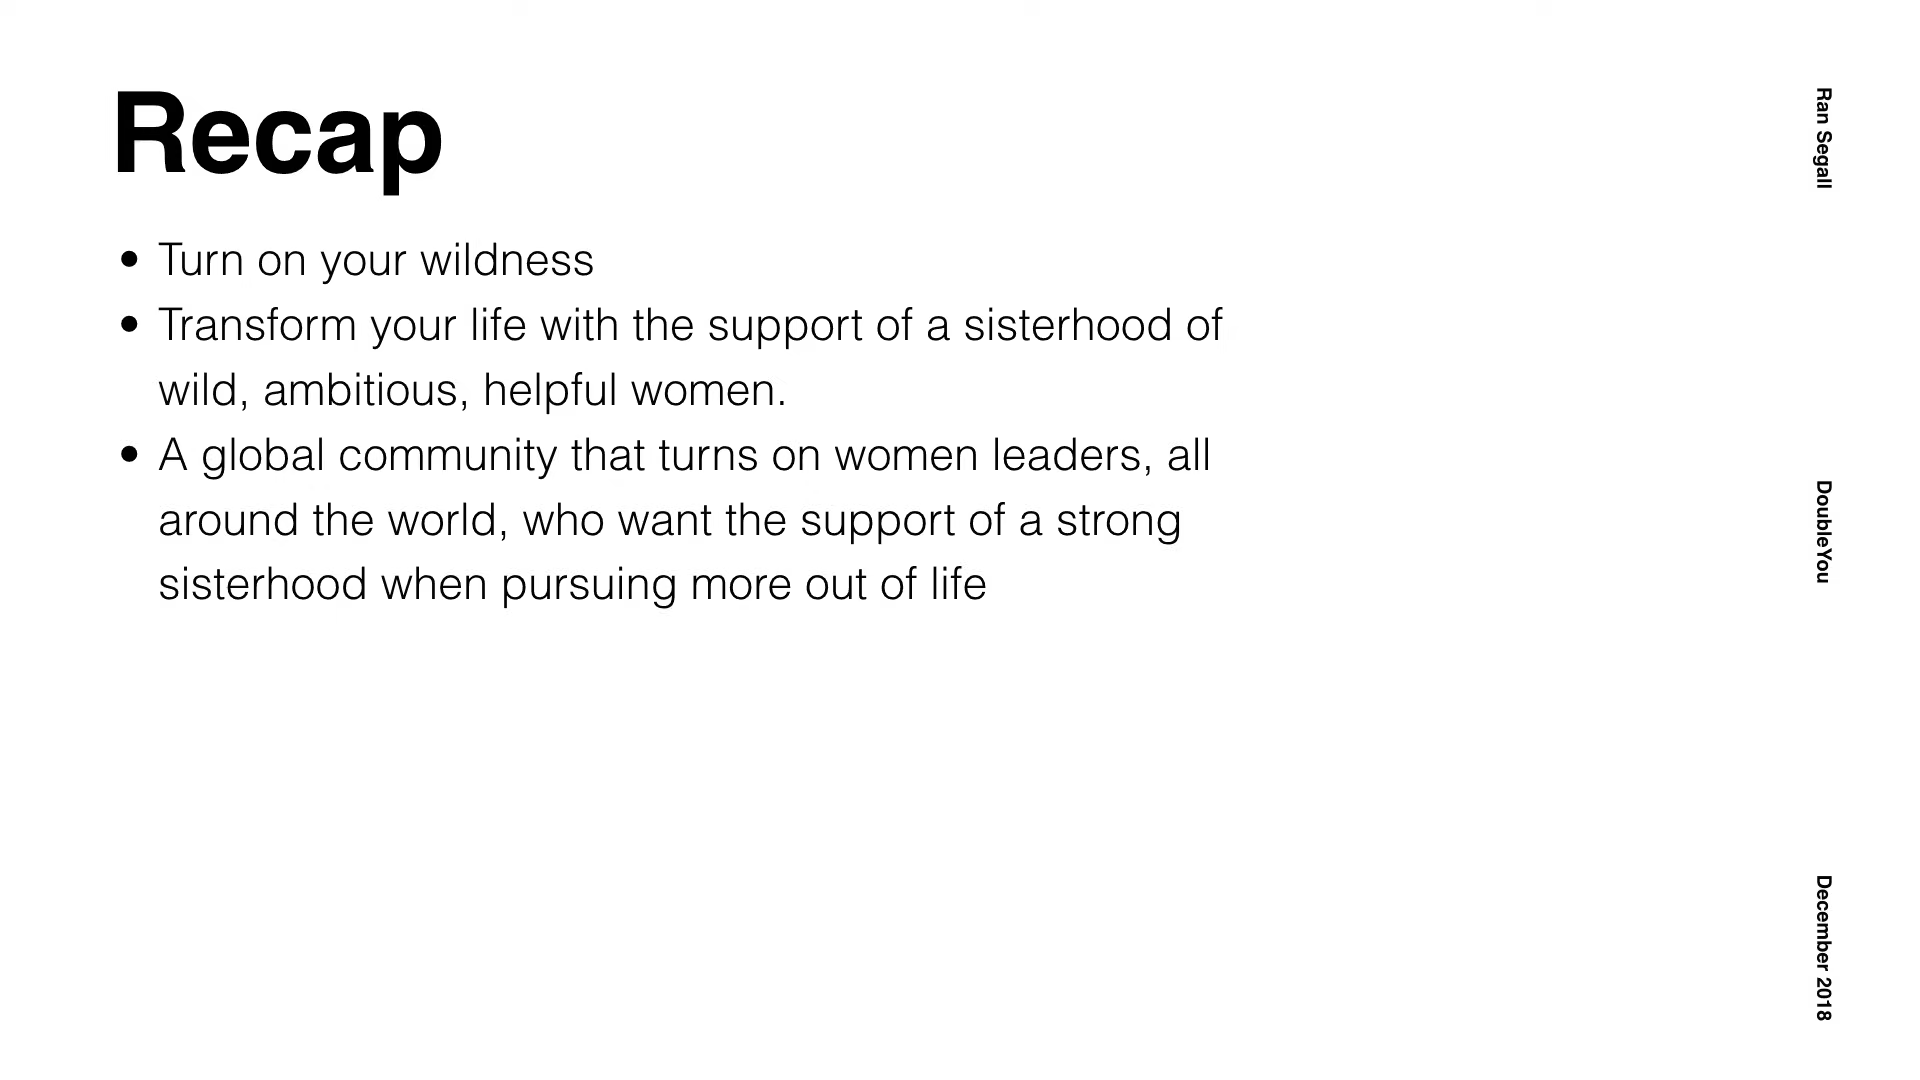 Recap
• Turn on your wildness
• Transform your life with the support of a sisterhood of
wild, ambitious, helpful women.
• A global community that turns on women leaders, all
around the world, who want the support of a strong
sisterhood when pursuing more out of life
Ran Segall
DoubleYou
December 2018